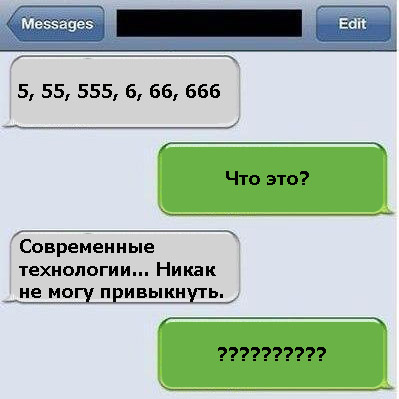 Messages
Edit
5, 55, 555, 6, 66, 666
Что это?
Современные
технологии... Никак
не могу привыкнуть.
??????????